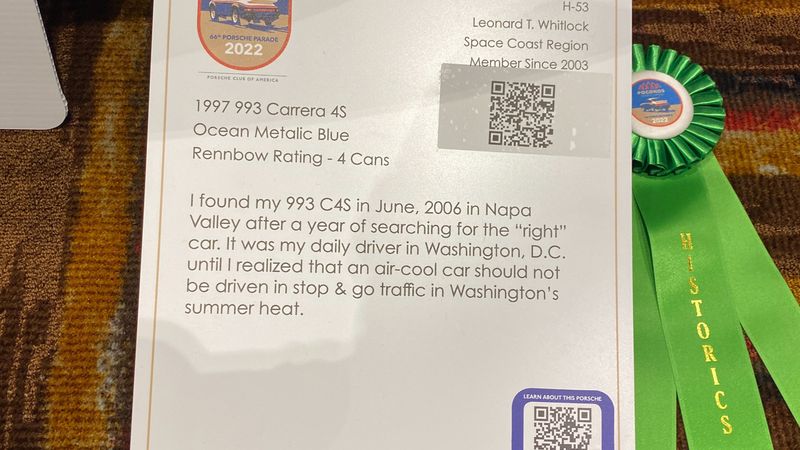 66th PORSCHE PARADE
2022
PORSCHE CLUB OF AMERICA
H-53
Leonard T. Whitlock
Space Coast Region
Member Since 2003
1997 993 Carrera 4S
Ocean Metalic Blue
Rennbow Rating - 4 Cans
I found my 993 C4S in June, 2006 in Napa
Valley after a year of searching for the “right”
car. It was my daily driver in Washington, D.C.
until I realized that an air-cool car should not
be driven in stop & go traffic in Washington’s
summer heat.
LEARN ABOUT THIS PORSCHE
POCONOS
2022
HISTORICS